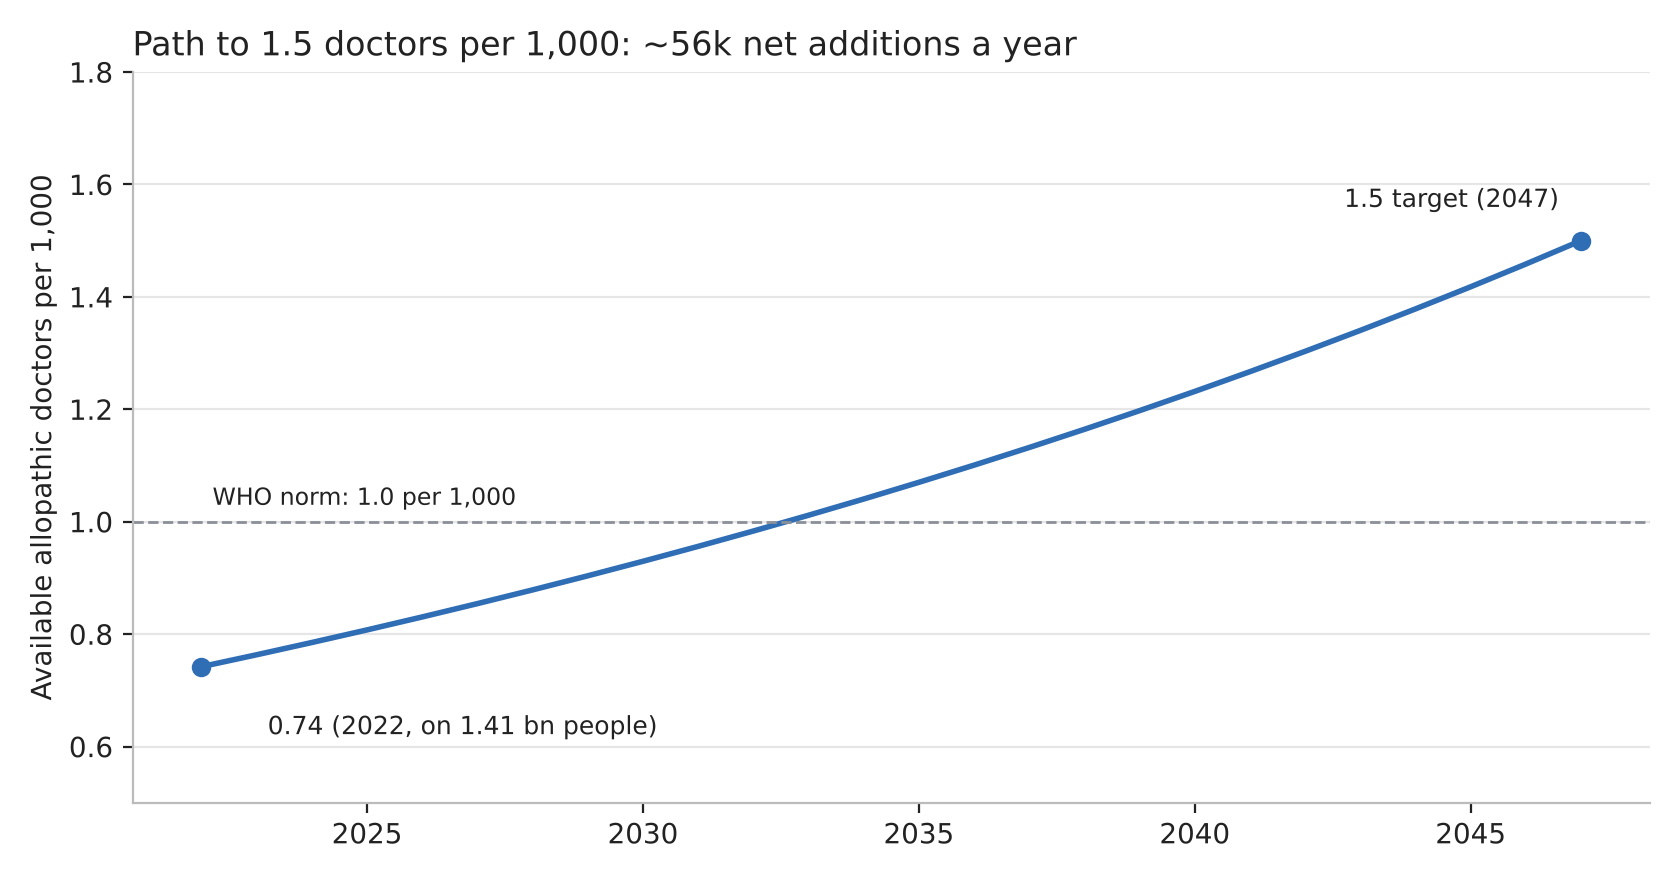 Path to 1.5 doctors per 1,000: ~56k net additions a year
Available allopathic doctors per 1,000
1.8
1.6
1.4
1.2
1.0
0.8
0.6
1.5 target (2047)
WHO norm: 1.0 per 1,000
0.74 (2022, on 1.41 bn people)
2025 2030 2035 2040 2045